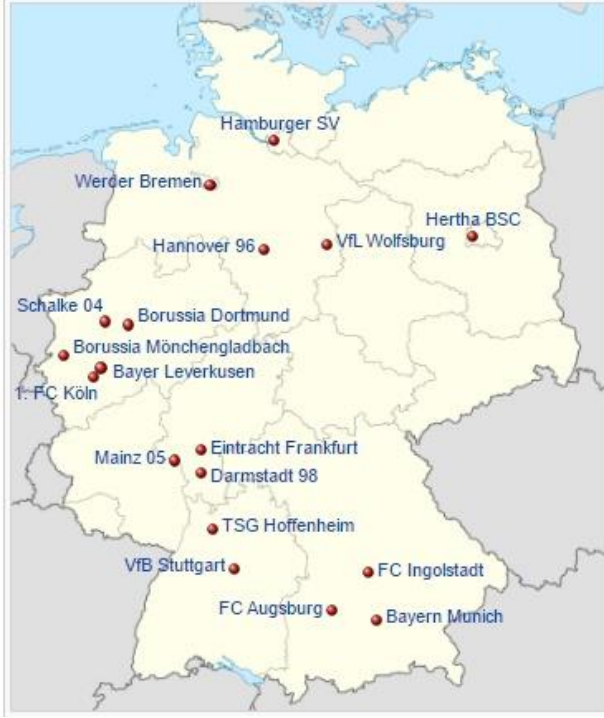 Hamburger SV
Werder Bremen
Hertha BSC
Hannover 96
VfL Wolfsburg
Schalke 04
Borussia Dortmund
Borussia Mönchengladbach
Bayer Leverkusen
1. FC Köln
Eintracht Frankfurt
Mainz 05
Darmstadt 98
TSG Hoffenheim
VfB Stuttgart
FC Ingolstadt
FC Augsburg
Bayern Munich